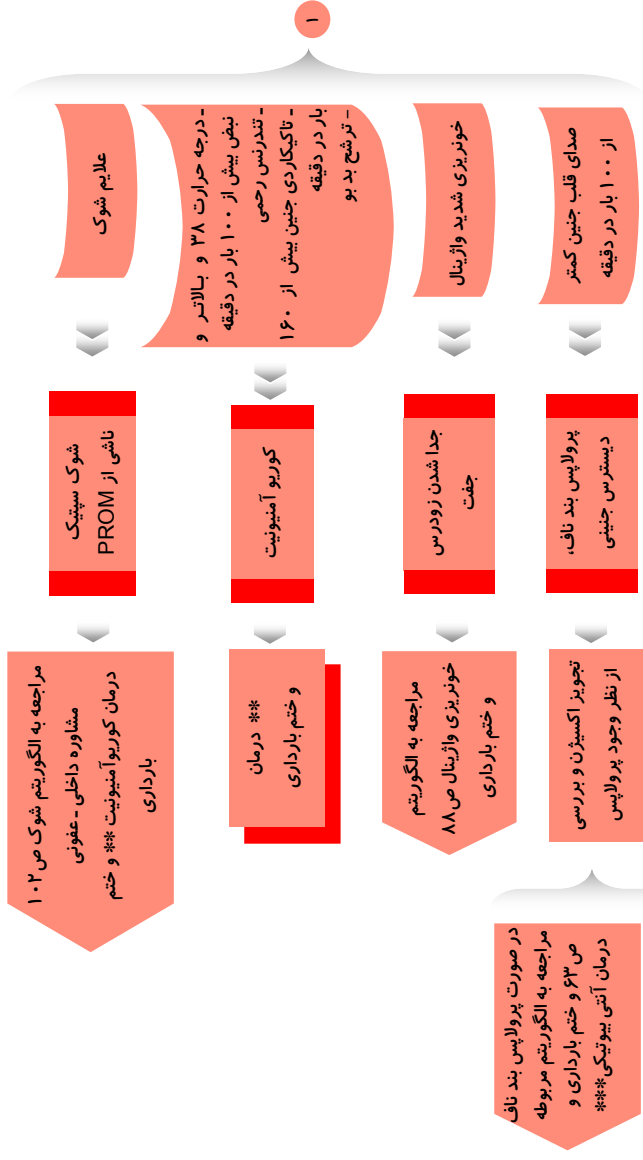 ۱
علایم شوک
ـ درجه حرارت ۳۸ و بـالاتـر و
نبض بیش از ۱۰۰ بار در دقیقه
ـ تندرنس رحمی
ـ تاکیکاردی جنین بیش از ۱۶۰
بار در دقیقه
ـ ترشح بد بو
خونریزی شدید واژینال
صدای قلب جنین کمتر
از ۱۰۰ بار در دقیقه
شوک سپتیک
ناشی از PROM
کوریو آمنیونیت
جدا شدن زودرس
جفت
پرولاپس بند ناف،
دیسترس جنینی
مراجعه به الگوریتم شوک ص۱۰۲
مشاوره داخلی ـ عفونی
درمان کوریوآمنیونیت ** و ختم
بارداری
** درمان
و ختم بارداری
مراجعه به الگوریتم
خونریزی واژینال ص۸۸
و ختم بارداری
تجویز اکسیژن و بررسی
از نظر وجود پرولاپس
در صورت پرولاپس بند ناف
مراجعه به الگوریتم مربوطه
ص۶۳ و ختم بارداری و
درمان آنتی بیوتیکی***